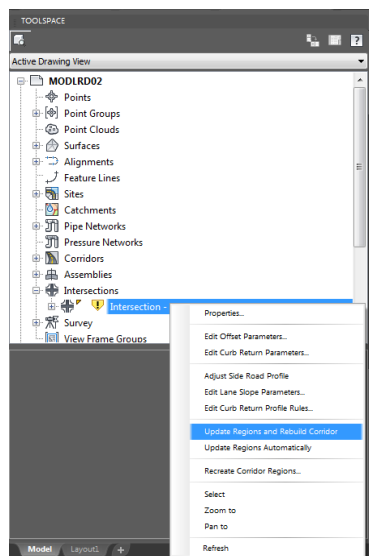 TOOLSPACE
Active Drawing View
MODLRD02
Points
Point Groups
Point Clouds
Surfaces
Alignments
Feature Lines
Sites
Catchments
Pipe Networks
Pressure Networks
Corridors
Assemblies
Intersections
Intersection -
Survey
View Frame Groups
Properties...
Edit Offset Parameters...
Edit Curb Return Parameters...
Adjust Side Road Profile
Edit Lane Slope Parameters...
Edit Curb Return Profile Rules...
Update Regions and Rebuild Corridor
Update Regions Automatically
Recreate Corridor Regions...
Select
Zoom to
Pan to
Refresh
Model Layout1 +